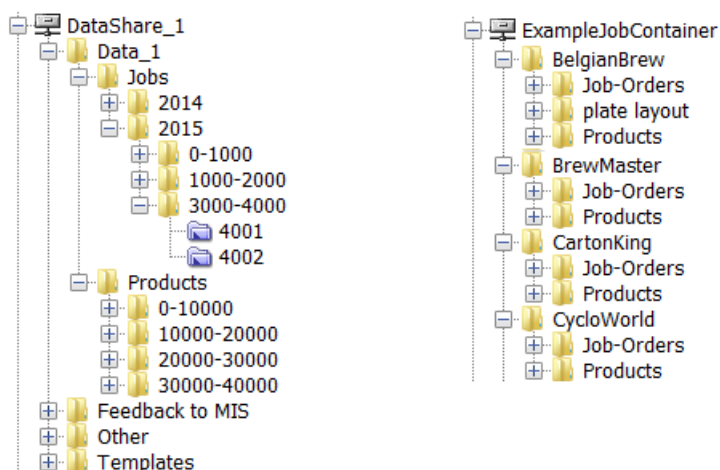 DataShare_1
Data_1
Jobs
2014
2015
0-1000
1000-2000
3000-4000
4001
4002
Products
0-10000
10000-20000
20000-30000
30000-40000
Feedback to MIS
Other
Templates
ExampleJobContainer
BelgianBrew
Job-Orders
plate layout
Products
BrewMaster
Job-Orders
Products
CartonKing
Job-Orders
Products
CycloWorld
Job-Orders
Products